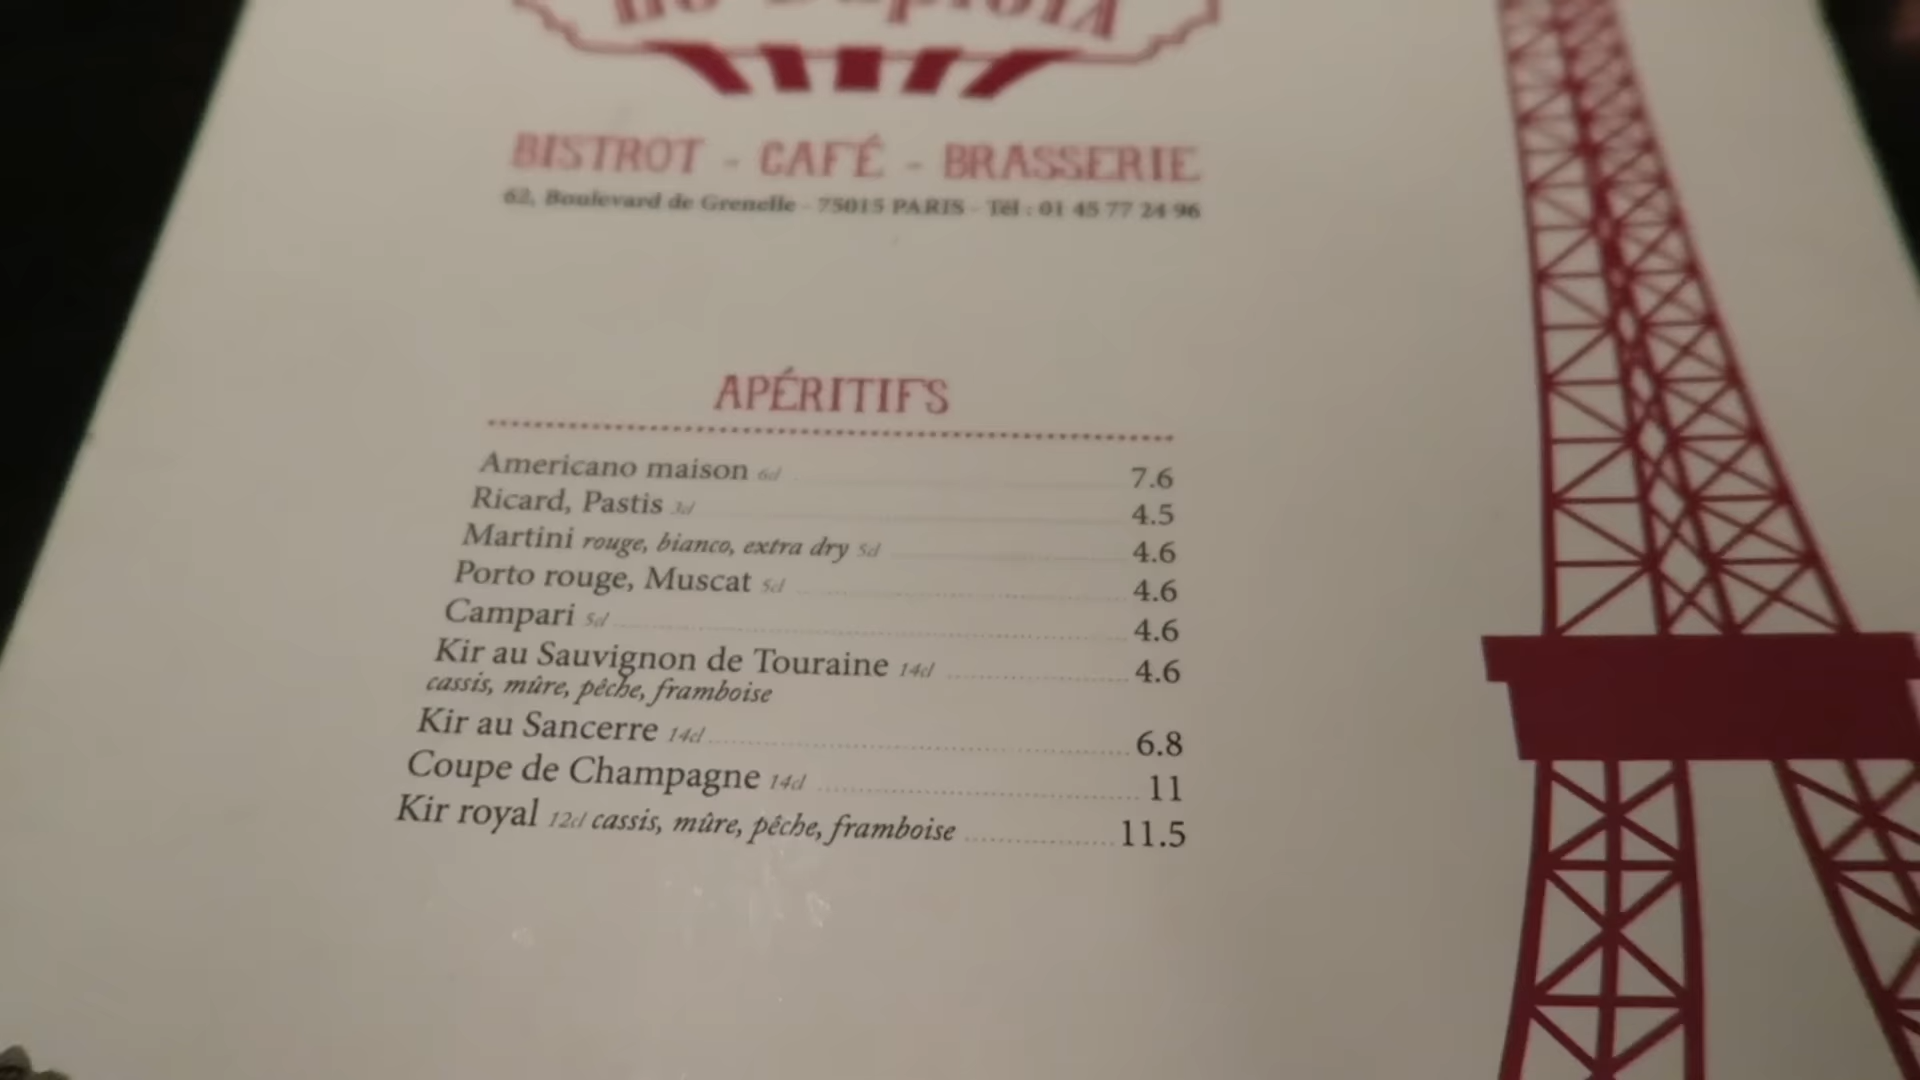 BISTROT - CAFÉ - BRASSERIE
62, Boulevard de Grenelle - 75015 PARIS - Tél : 01 45 77 24 96
APÉRITIFS
Americano maison 6cl 7.6
Ricard, Pastis 3cl 4.5
Martini rouge, bianco, extra dry 5cl 4.6
Porto rouge, Muscat 5cl 4.6
Campari 5cl 4.6
Kir au Sauvignon de Touraine 14cl 4.6
cassis, mûre, pêche, framboise
Kir au Sancerre 14cl 6.8
Coupe de Champagne 14cl 11
Kir royal 12cl cassis, mûre, pêche, framboise 11.5